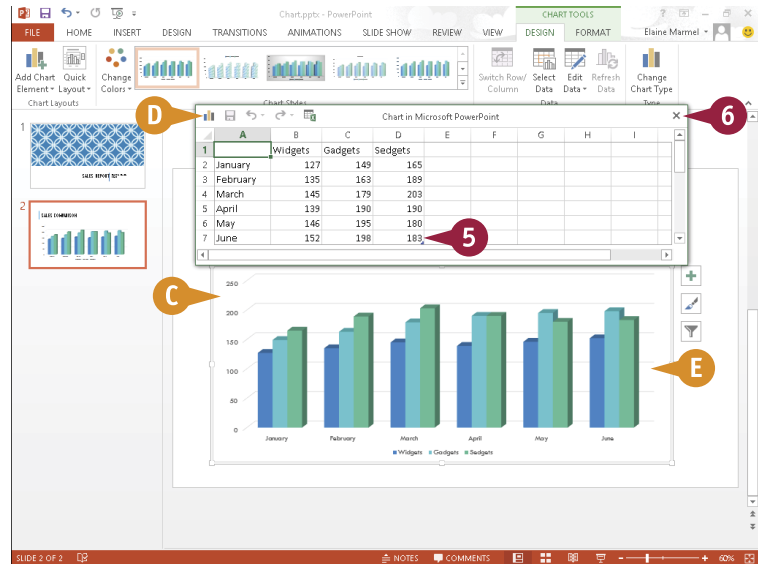 Chart.pptx - PowerPoint
CHART TOOLS
FILE HOME INSERT DESIGN TRANSITIONS ANIMATIONS SLIDE SHOW REVIEW VIEW DESIGN FORMAT Elaine Marmel
Add Chart Element
Quick Layout
Change Colors
Switch Row/ Column
Select Data
Edit Data
Refresh Data
Change Chart Type
Chart Layouts
Chart Styles
Data
Type
D
6
Chart in Microsoft PowerPoint
A B C D E F G H I
1 Widgets Gadgets Sedgets
2 January 127 149 165
3 February 135 163 189
4 March 145 179 203
5 April 139 190 190
6 May 146 195 180
7 June 152 198 183
5
1
SALES REPORT
2
SALES COMPARISON
C
E
250
200
150
100
50
0
January February March April May June
Widgets Gadgets Sedgets
SLIDE 2 OF 2
NOTES
COMMENTS
60%